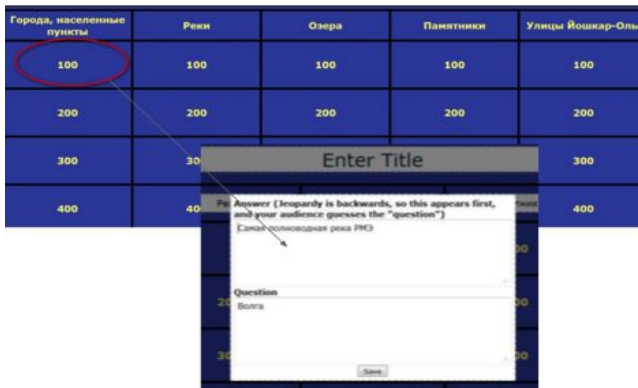 Города, населенные пункты Реки Озера Памятники Улицы Йошкар-Олы
100 100 100 100 100
200 200 200 200 200
300 30 300
400 40 400
Enter Title
Answer (Jeopardy is backwards, so this appears first,
and your audience guesses the "question")
Самая полноводная река РМЭ
Question
Волга
Save